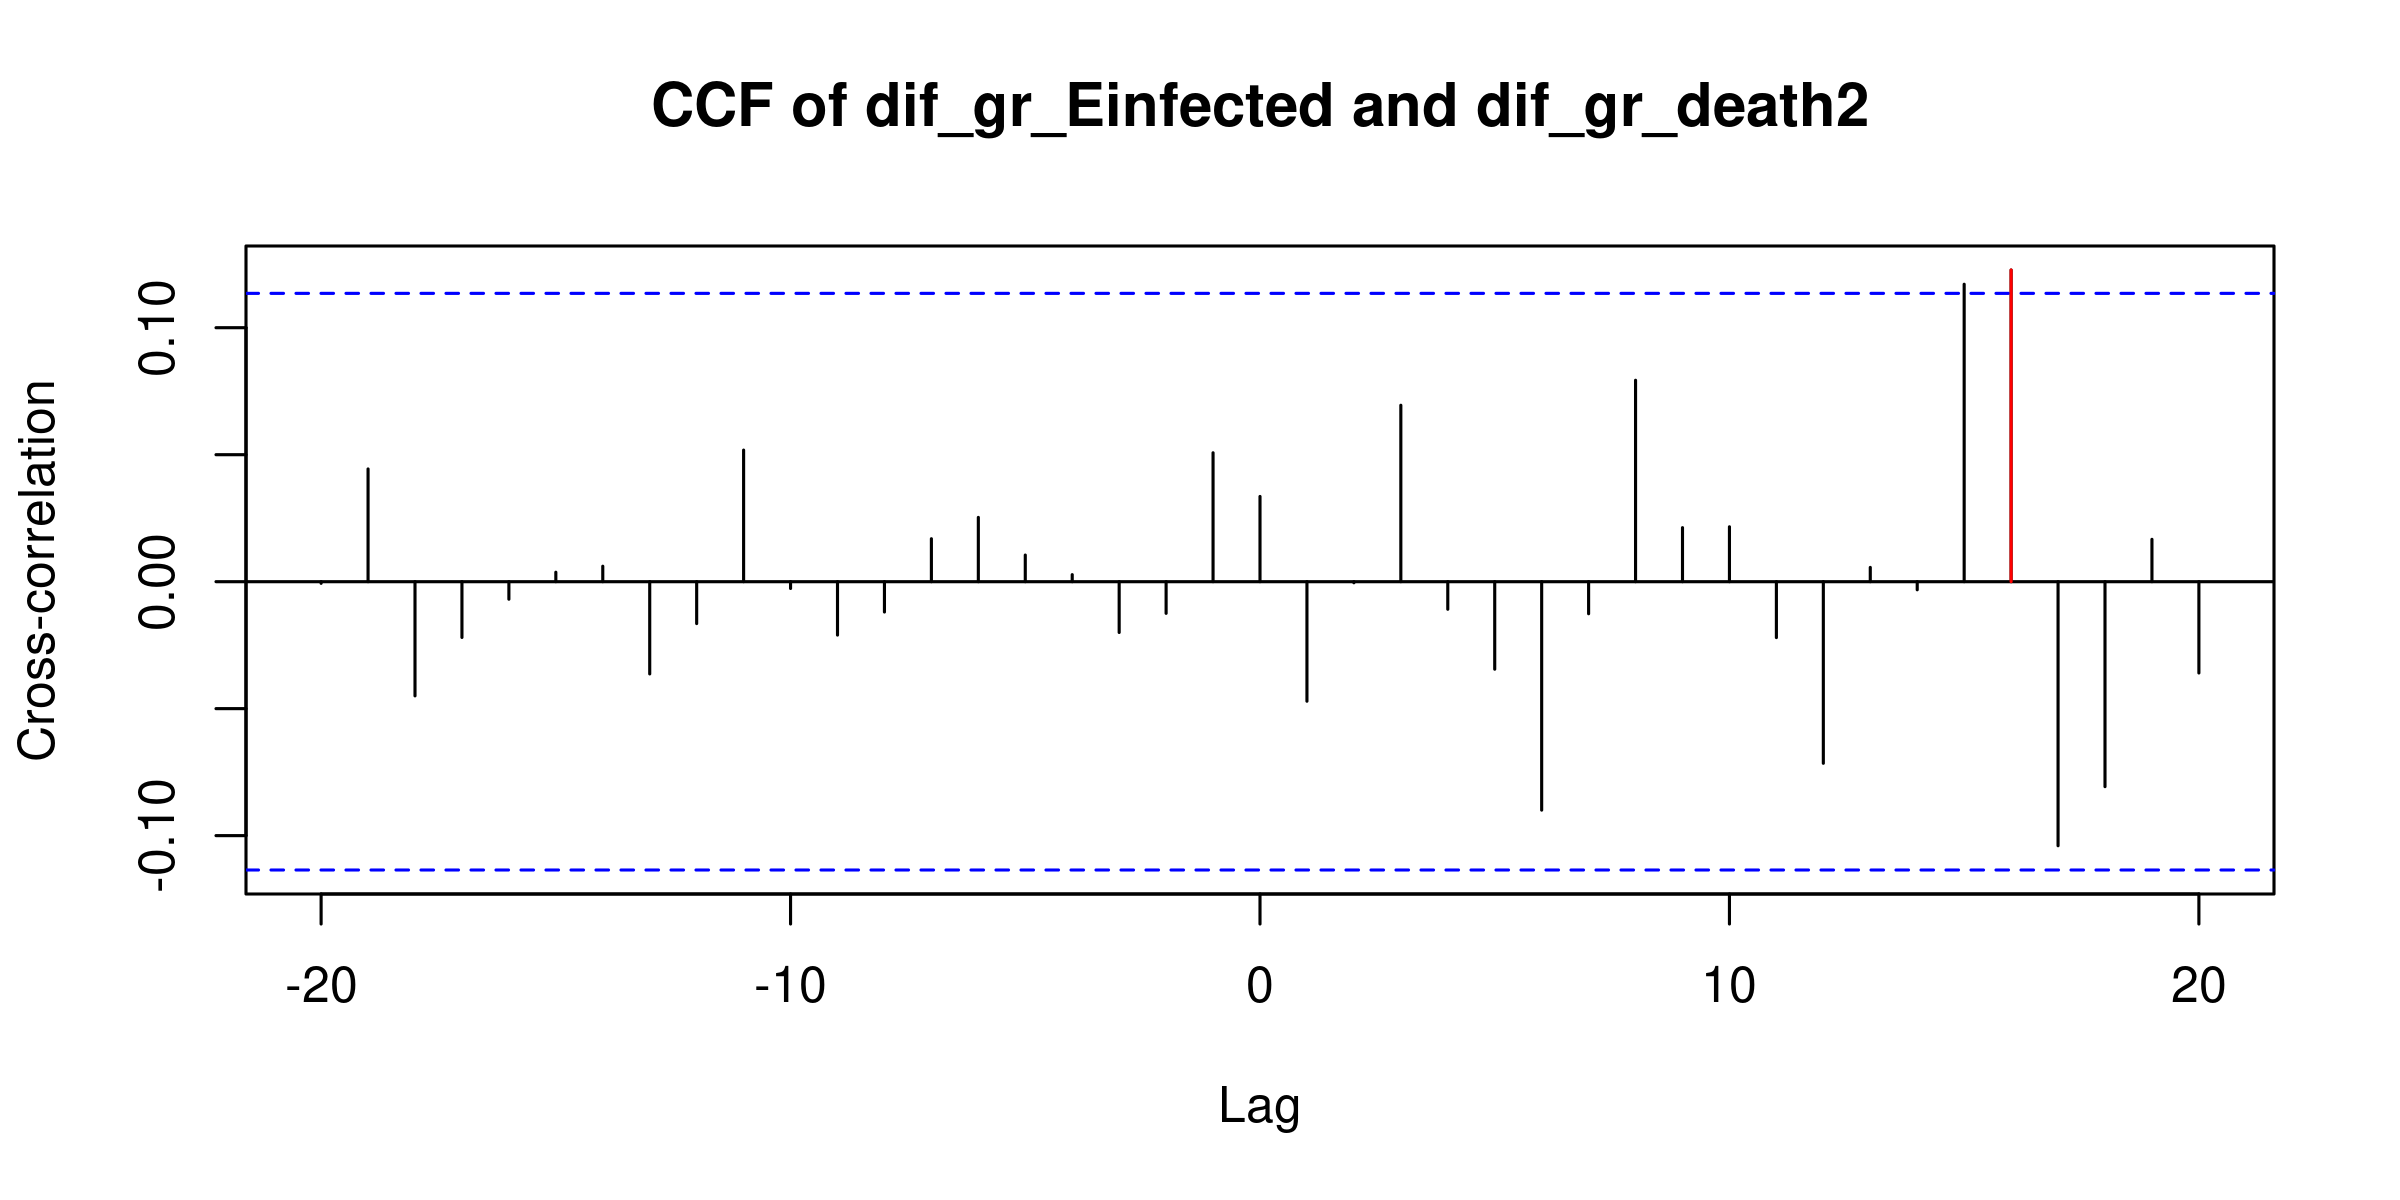 CCF of dif_gr_Einfected and dif_gr_death2
Cross-correlation
0.10
0.00
-0.10
-20
-10
0
10
20
Lag